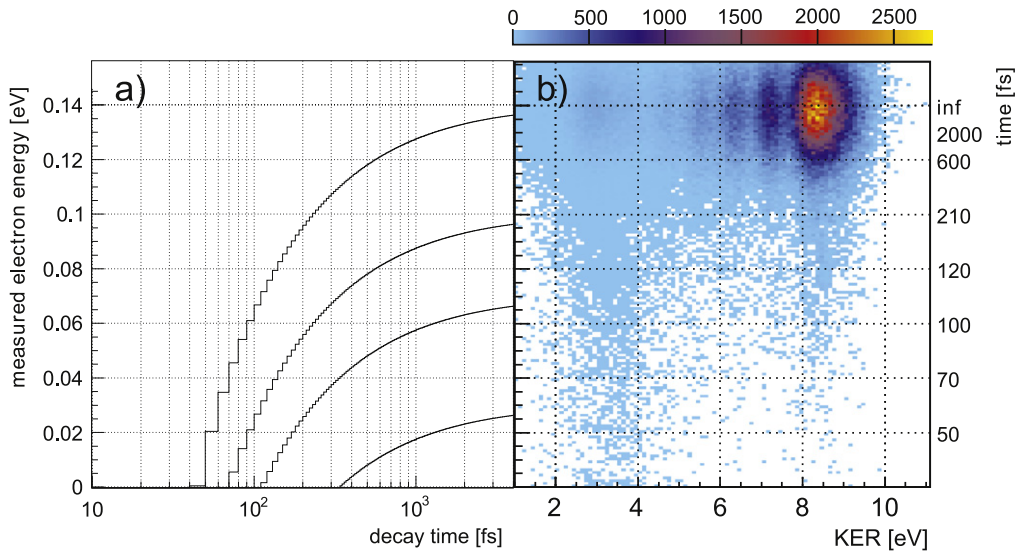 0 500 1000 1500 2000 2500
a)
measured electron energy [eV]
0.14
0.12
0.1
0.08
0.06
0.04
0.02
0
10 10² 10³
decay time [fs]
b)
time [fs]
inf
2000
600
210
120
100
70
50
2 4 6 8 10
KER [eV]